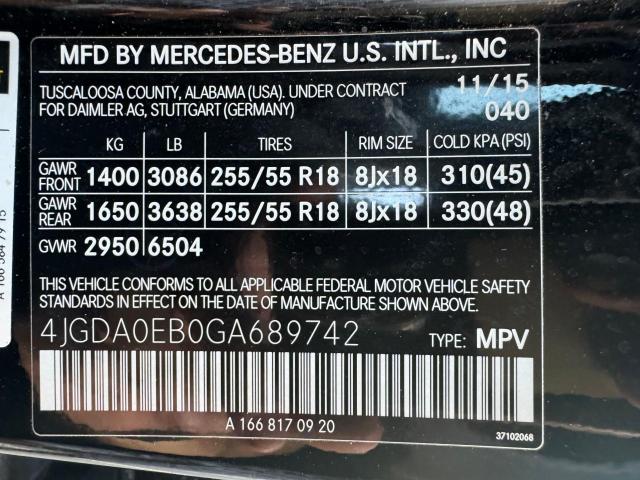 MFD BY MERCEDES-BENZ U.S. INTL., INC
TUSCALOOSA COUNTY, ALABAMA (USA). UNDER CONTRACT 11/15
FOR DAIMLER AG, STUTTGART (GERMANY) 040
KG LB TIRES RIM SIZE COLD KPA (PSI)
GAWR FRONT 1400 3086 255/55 R18 8Jx18 310(45)
GAWR REAR 1650 3638 255/55 R18 8Jx18 330(48)
GVWR 2950 6504
THIS VEHICLE CONFORMS TO ALL APPLICABLE FEDERAL MOTOR VEHICLE SAFETY
STANDARDS IN EFFECT ON THE DATE OF MANUFACTURE SHOWN ABOVE.
4JGDA0EB0GA689742 TYPE: MPV
A 166 817 09 20
37102068
A 166 584 79 15